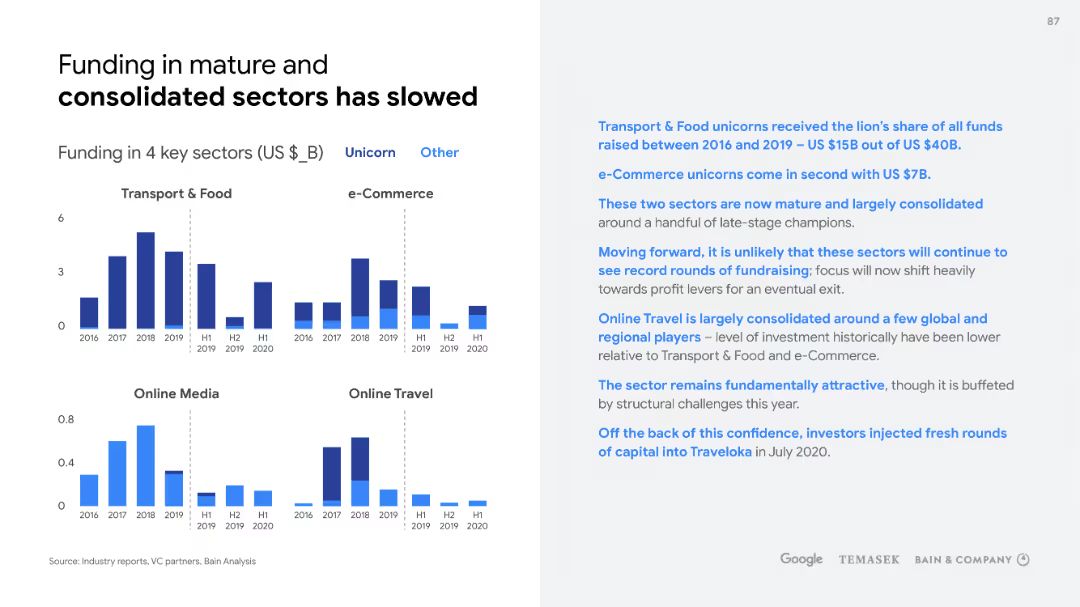 87
Funding in mature and
consolidated sectors has slowed
Funding in 4 key sectors (US $_B) Unicorn Other
Transport & Food
6
3
0
2016 2017 2018 2019 H1 2019 H2 2019 H1 2020
e-Commerce
2016 2017 2018 2019 H1 2019 H2 2019 H1 2020
Online Media
0.8
0.4
0
2016 2017 2018 2019 H1 2019 H2 2019 H1 2020
Online Travel
2016 2017 2018 2019 H1 2019 H2 2019 H1 2020
Source: Industry reports, VC partners, Bain Analysis
Transport & Food unicorns received the lion's share of all funds
raised between 2016 and 2019 – US $15B out of US $40B.
e-Commerce unicorns come in second with US $7B.
These two sectors are now mature and largely consolidated
around a handful of late-stage champions.
Moving forward, it is unlikely that these sectors will continue to
see record rounds of fundraising; focus will now shift heavily
towards profit levers for an eventual exit.
Online Travel is largely consolidated around a few global and
regional players – level of investment historically have been lower
relative to Transport & Food and e-Commerce.
The sector remains fundamentally attractive, though it is buffeted
by structural challenges this year.
Off the back of this confidence, investors injected fresh rounds
of capital into Traveloka in July 2020.
Google TEMASEK BAIN & COMPANY